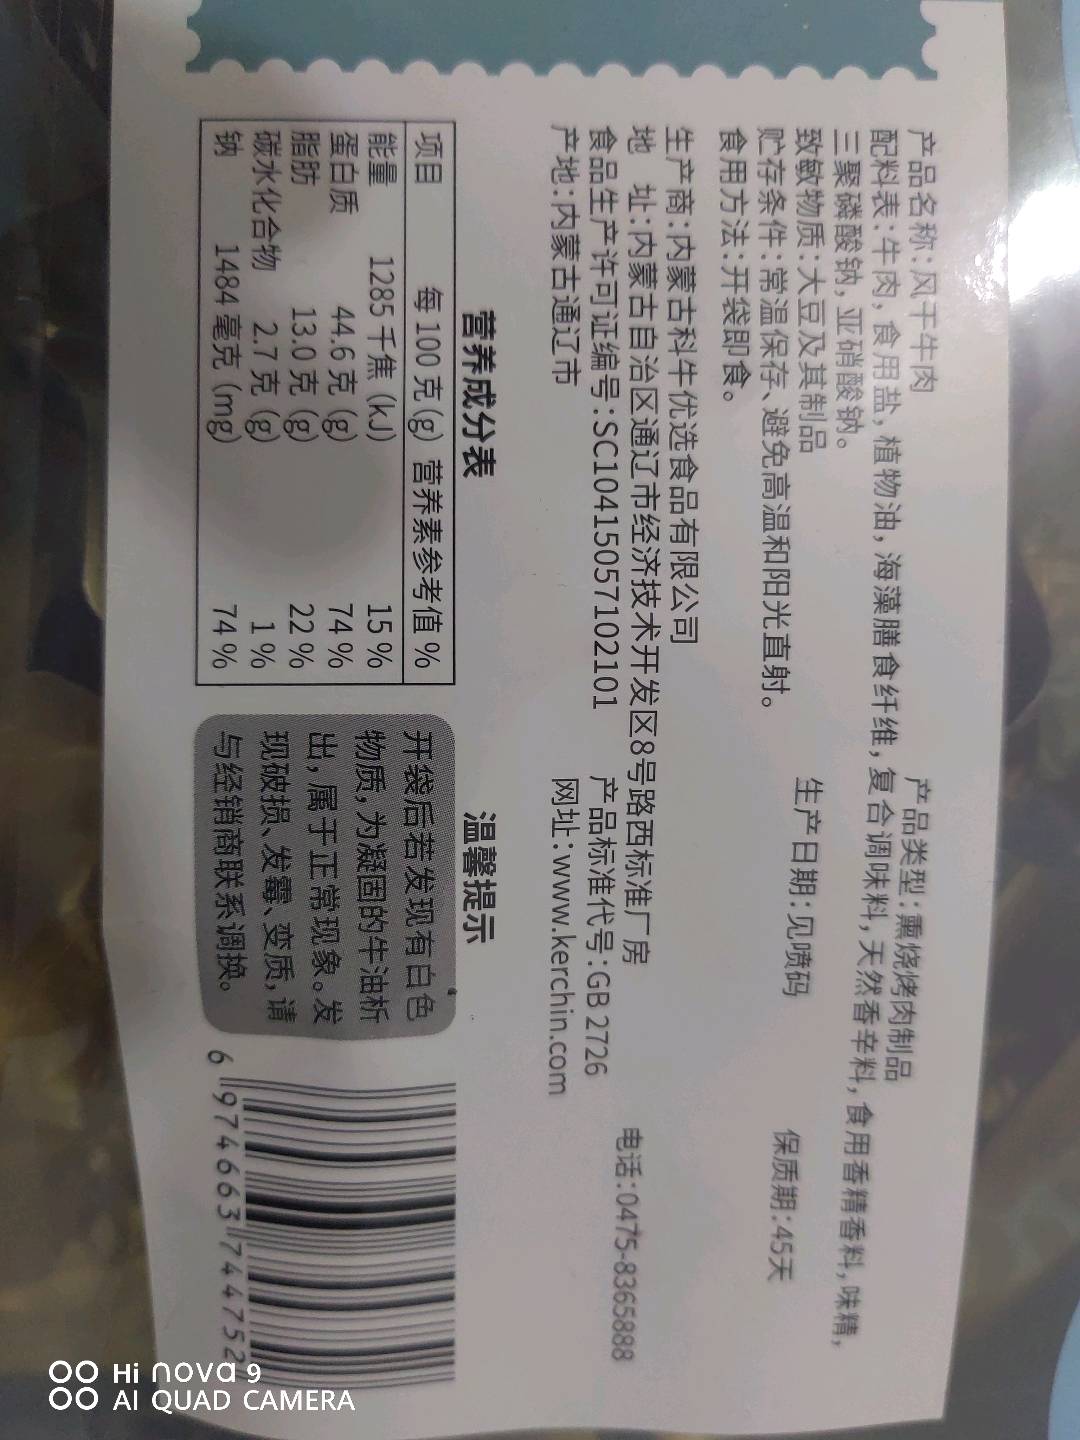 产品名称:风干牛肉 产品类型:熏烧烤肉制品
配料表:牛肉,食用盐,植物油,海藻膳食纤维,复合调味料,天然香辛料,食用香精香料,味精,
三聚磷酸钠,亚硝酸钠。
致敏物质:大豆及其制品 生产日期:见喷码 保质期:45天
贮存条件:常温保存、避免高温和阳光直射。
食用方法:开袋即食。
生产商:内蒙古科牛优选食品有限公司
地 址:内蒙古自治区通辽市经济技术开发区8号路西标准厂房 电话:0475-8365888
食品生产许可证编号:SC10415057102101 产品标准代号:GB 2726
产地:内蒙古通辽市 网址:www.kerchin.com
营养成分表
项目 每100克(g) 营养素参考值%
能量 1285千焦(kJ) 15%
蛋白质 44.6克(g) 74%
脂肪 13.0克(g) 22%
碳水化合物 2.7克(g) 1%
钠 1484毫克(mg) 74%
温馨提示
开袋后若发现有白色
物质,为凝固的牛油析
出,属于正常现象。发
现破损、发霉、变质,请
与经销商联系调换。
6 974663 744752
Hi nova 9
AI QUAD CAMERA